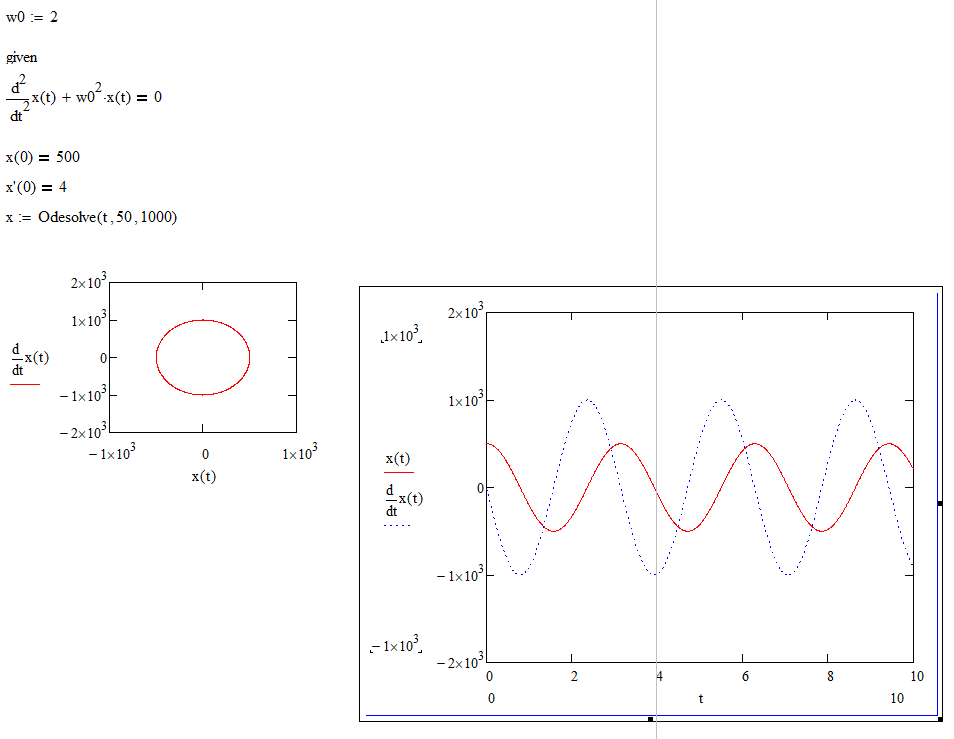 w0 := 2
given
d²/dt² x(t) + w0²·x(t) = 0
x(0) = 500
x'(0) = 4
x := Odesolve(t,50,1000)
2×10³
1×10³
0
−1×10³
−2×10³
d/dt x(t)
−1×10³ 0 1×10³
x(t)
1×10³
−1×10³
x(t)
d/dt x(t)
2×10³
1×10³
0
−1×10³
−2×10³
0 2 4 6 8 10
0 t 10